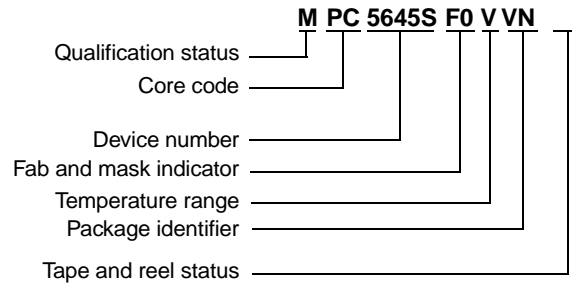 M PC 5645S F0 V VN
Qualification status
Core code
Device number
Fab and mask indicator
Temperature range
Package identifier
Tape and reel status